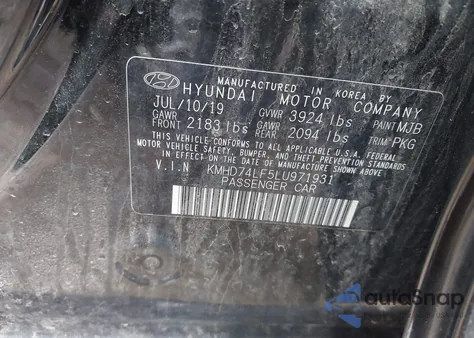 MANUFACTURED IN KOREA
HYUNDAI MOTOR COMPANY
JUL/10/19 GVWR 3924 lbs PAINT MJB
GAWR FRONT 2183 lbs GAWR REAR 2094 lbs TRIM PKG
THIS VEHICLE CONFORMS TO ALL APPLICABLE U.S.A. FEDERAL
MOTOR VEHICLE SAFETY, BUMPER, AND THEFT PREVENTION STANDARDS
IN EFFECT ON THE DATE OF MANUFACTURE SHOWN ABOVE.
V.I.N KMHD74LF5LU971931
PASSENGER CAR
autoSnap